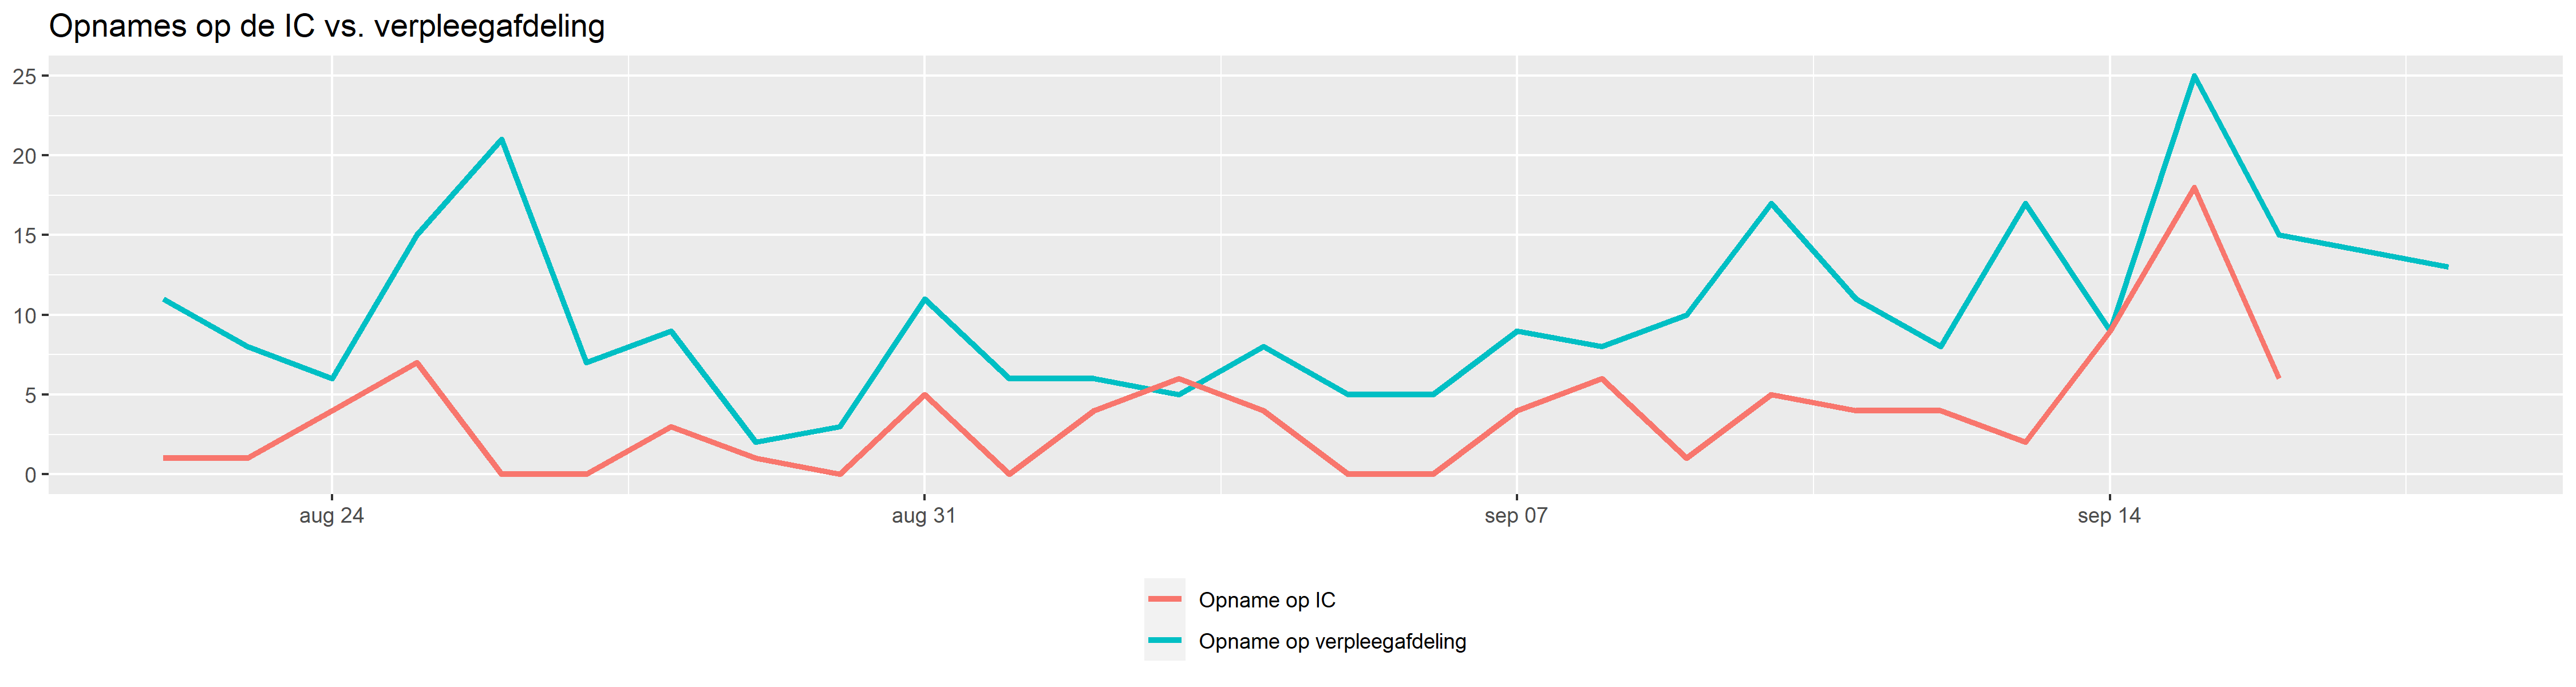 Opnames op de IC vs. verpleegafdeling
25
20
15
10
5
0
aug 24 aug 31 sep 07 sep 14
Opname op IC
Opname op verpleegafdeling